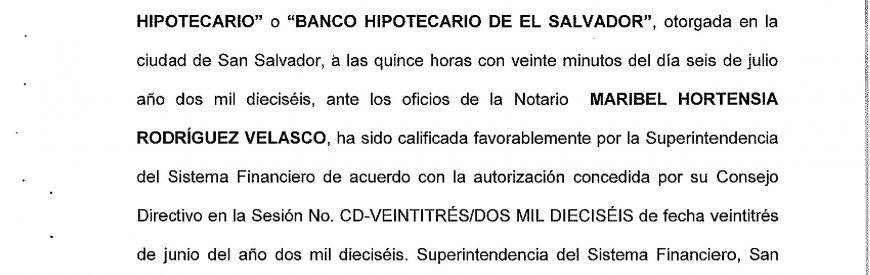 HIPOTECARIO” o “BANCO HIPOTECARIO DE EL SALVADOR”, otorgada en la
ciudad de San Salvador, a las quince horas con veinte minutos del día seis de julio
año dos mil dieciséis, ante los oficios de la Notario MARIBEL HORTENSIA
RODRÍGUEZ VELASCO, ha sido calificada favorablemente por la Superintendencia
del Sistema Financiero de acuerdo con la autorización concedida por su Consejo
Directivo en la Sesión No. CD-VEINTITRÉS/DOS MIL DIECISÉIS de fecha veintitrés
de junio del año dos mil dieciséis. Superintendencia del Sistema Financiero, San